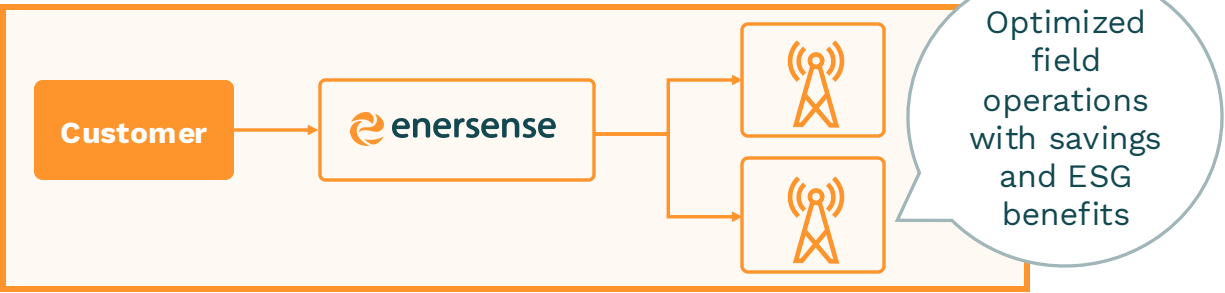 Customer
enersense
Optimized
field
operations
with savings
and ESG
benefits